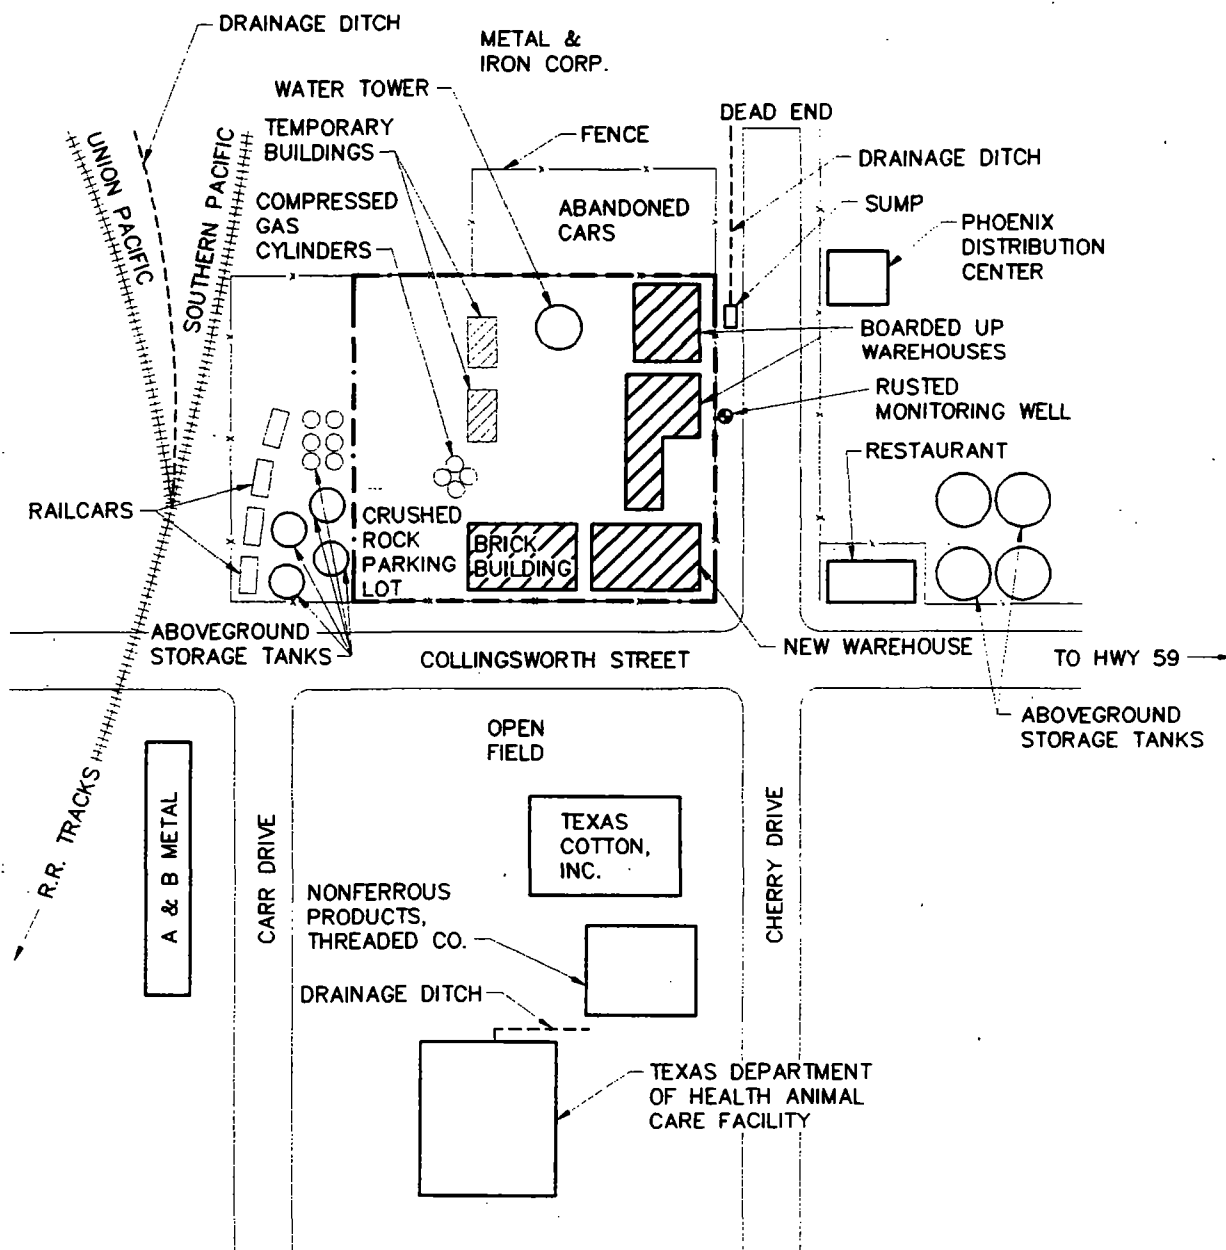 DRAINAGE DITCH
METAL &
IRON CORP.
WATER TOWER
DEAD END
TEMPORARY
BUILDINGS
FENCE
DRAINAGE DITCH
UNION PACIFIC
SOUTHERN PACIFIC
COMPRESSED
GAS
CYLINDERS
ABANDONED
CARS
SUMP
PHOENIX
DISTRIBUTION
CENTER
BOARDED UP
WAREHOUSES
RUSTED
MONITORING WELL
RESTAURANT
RAILCARS
CRUSHED
ROCK
PARKING
LOT
BRICK
BUILDING
ABOVEGROUND
STORAGE TANKS
COLLINGSWORTH STREET
NEW WAREHOUSE
TO HWY 59
OPEN
FIELD
ABOVEGROUND
STORAGE TANKS
R.R. TRACKS
A & B METAL
CARR DRIVE
TEXAS
COTTON,
INC.
CHERRY DRIVE
NONFERROUS
PRODUCTS,
THREADED CO.
DRAINAGE DITCH
TEXAS DEPARTMENT
OF HEALTH ANIMAL
CARE FACILITY